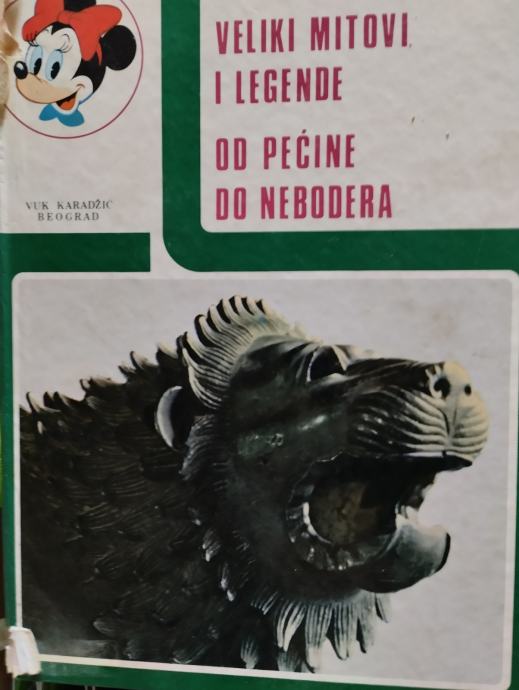 VELIKI MITOVI
I LEGENDE
OD PEĆINE
DO NEBODERA
VUK KARADŽIĆ
BEOGRAD